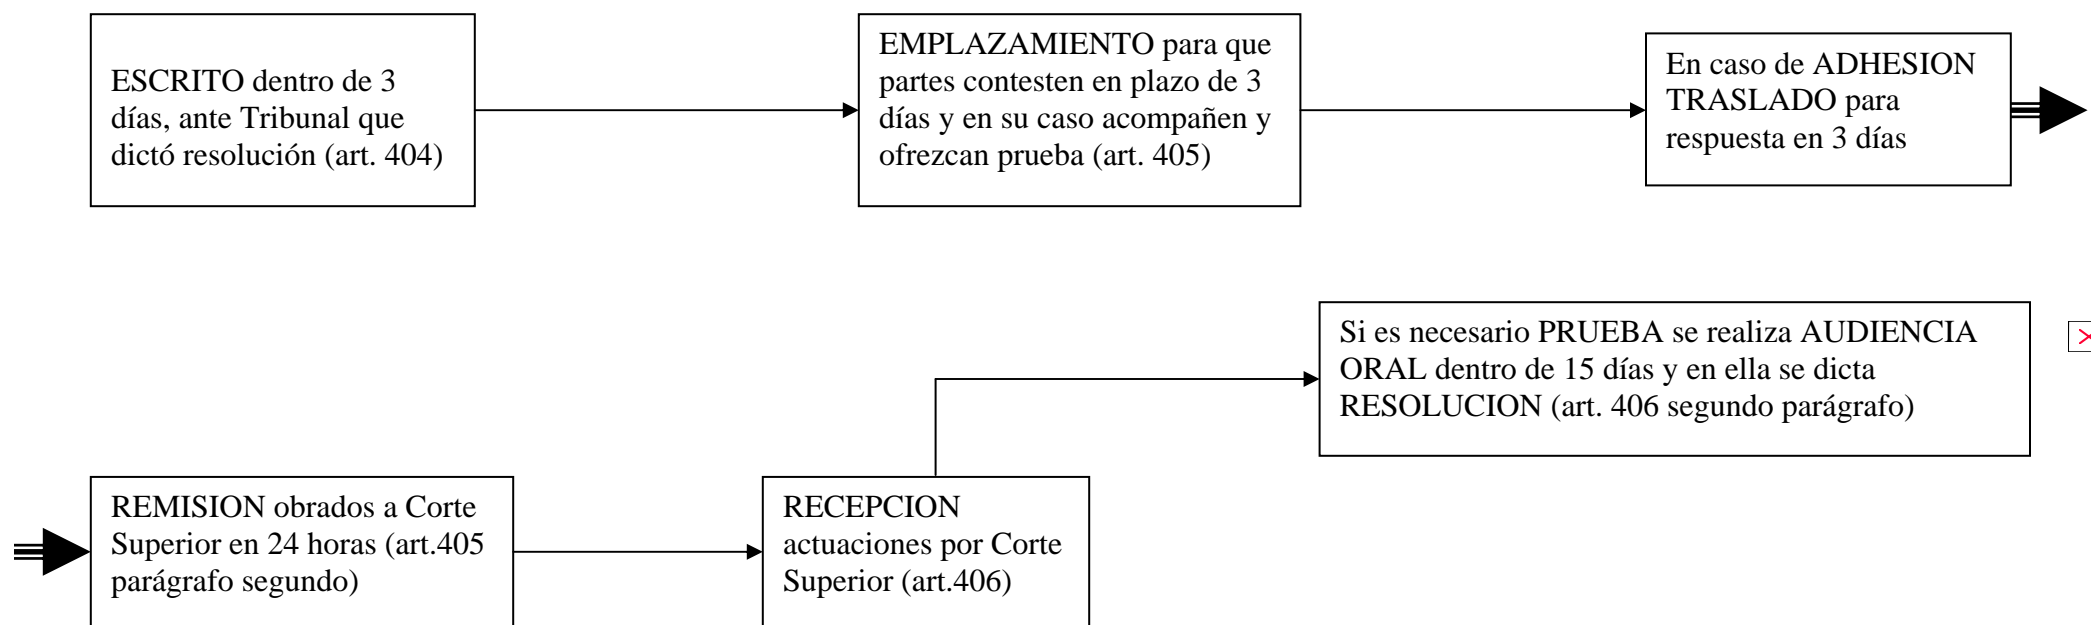 ESCRITO dentro de 3
días, ante Tribunal que
dictó resolución (art. 404)
EMPLAZAMIENTO para que
partes contesten en plazo de 3
días y en su caso acompañen y
ofrezcan prueba (art. 405)
En caso de ADHESION
TRASLADO para
respuesta en 3 días
Si es necesario PRUEBA se realiza AUDIENCIA
ORAL dentro de 15 días y en ella se dicta
RESOLUCION (art. 406 segundo parágrafo)
REMISION obrados a Corte
Superior en 24 horas (art.405
parágrafo segundo)
RECEPCION
actuaciones por Corte
Superior (art.406)